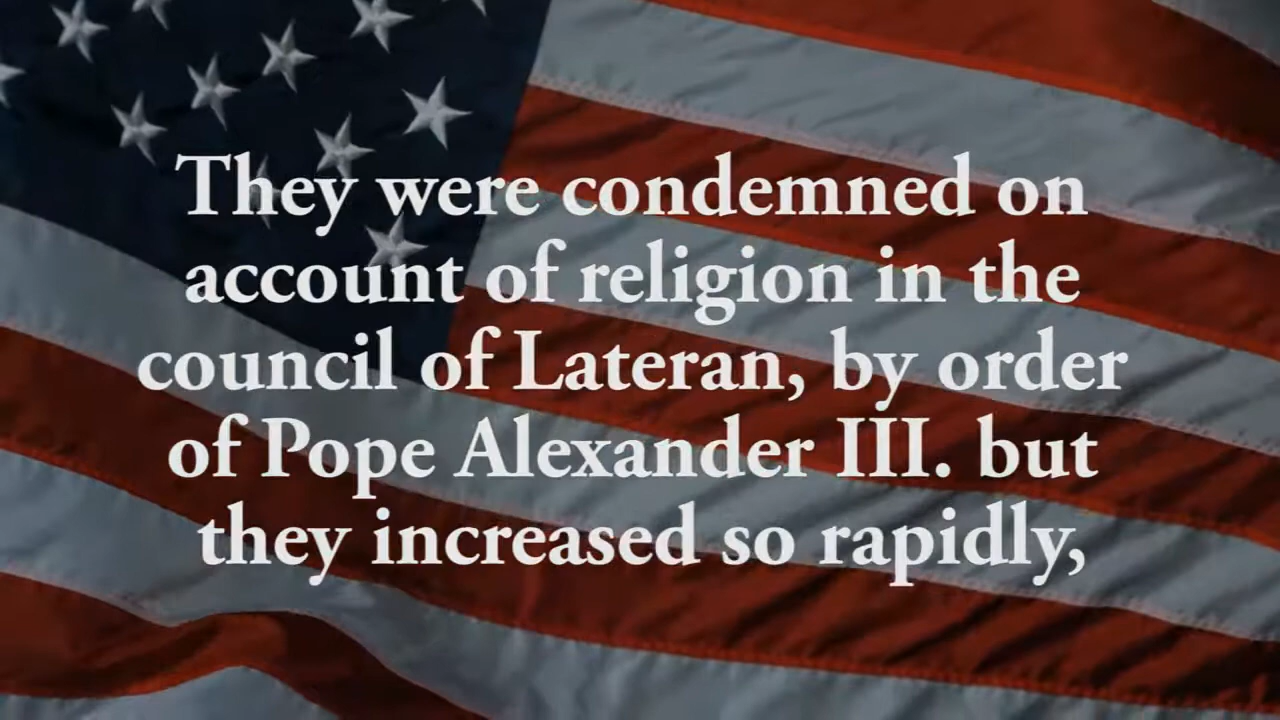 They were condemned on
account of religion in the
council of Lateran, by order
of Pope Alexander III. but
they increased so rapidly,